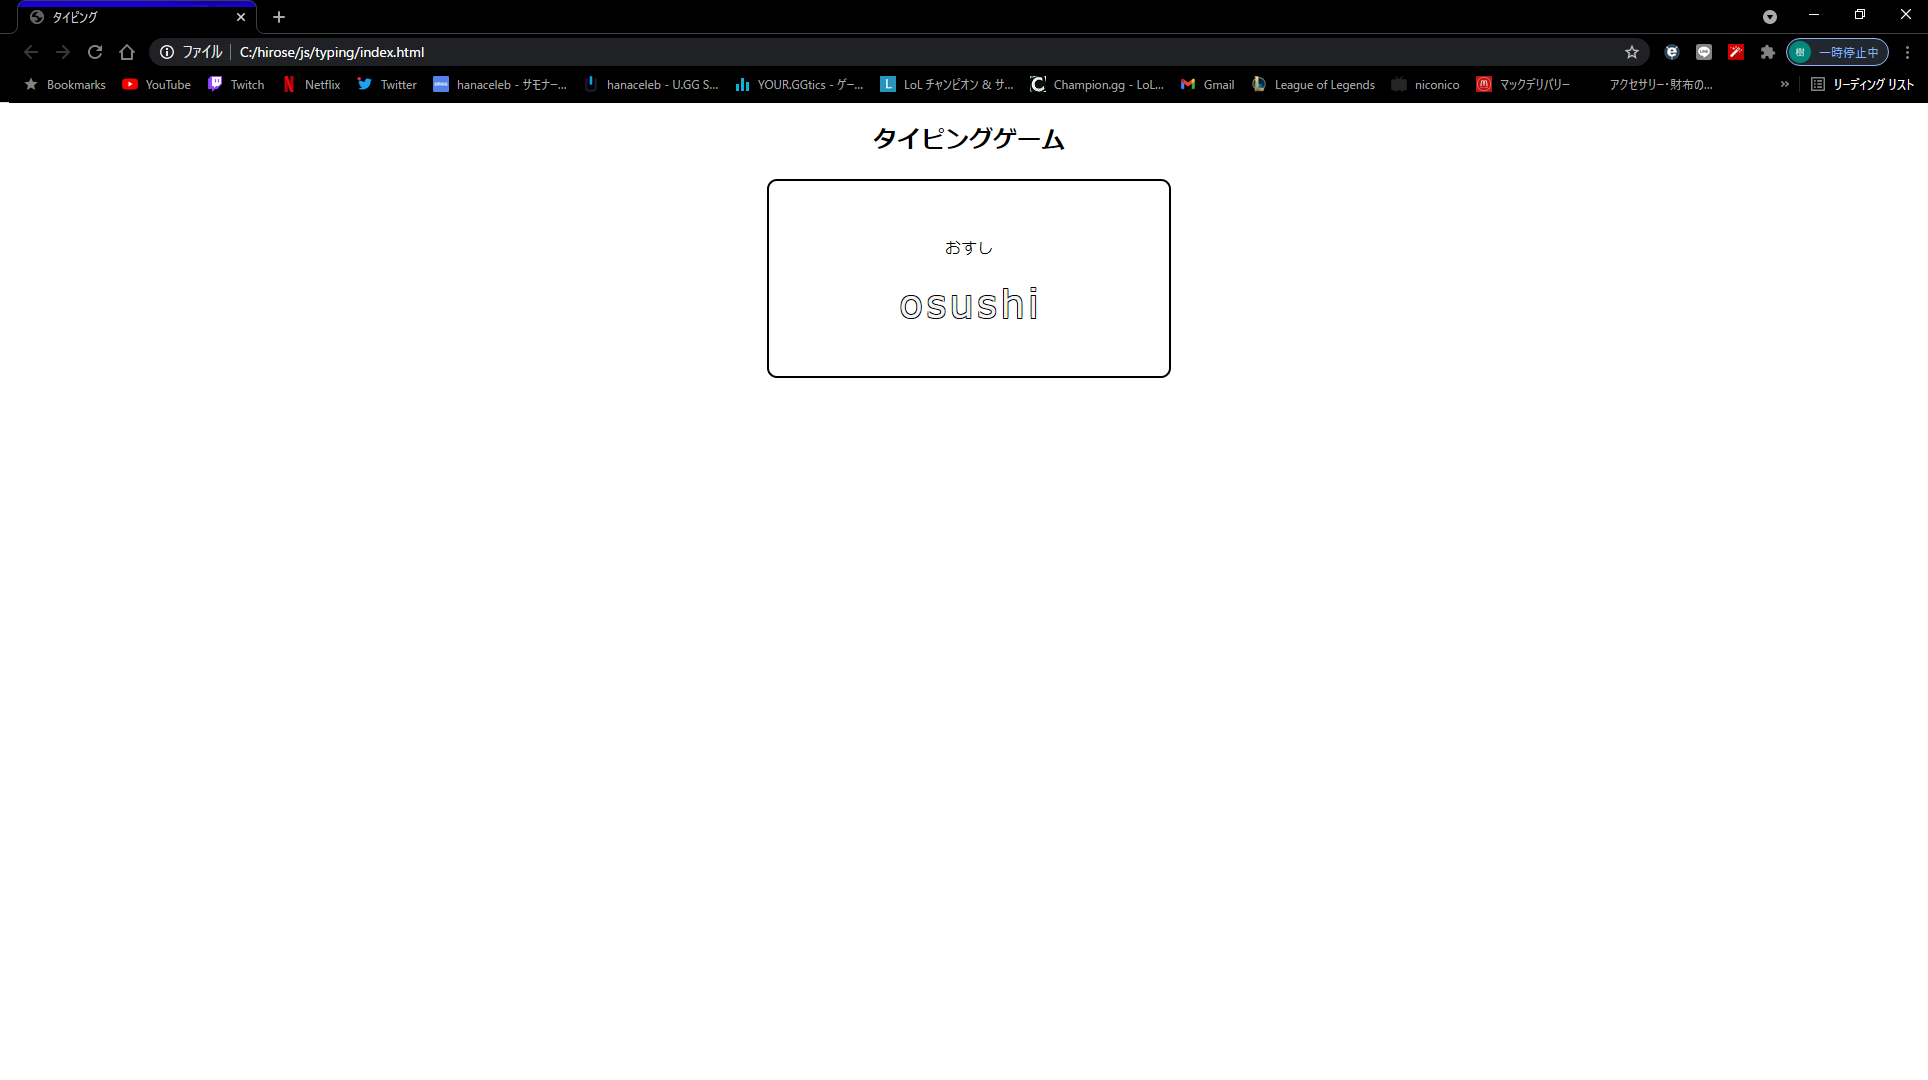 タイピング
ファイル C:/hirose/js/typing/index.html 樹 一時停止中
Bookmarks YouTube Twitch Netflix Twitter hanaceleb - サモナー... hanaceleb - U.GG S... YOUR.GGtics - ゲー... LoL チャンピオン & サ... Champion.gg - LoL... Gmail League of Legends niconico マックデリバリー アクセサリー・財布の... » リーディング リスト
タイピングゲーム
おすし
osushi